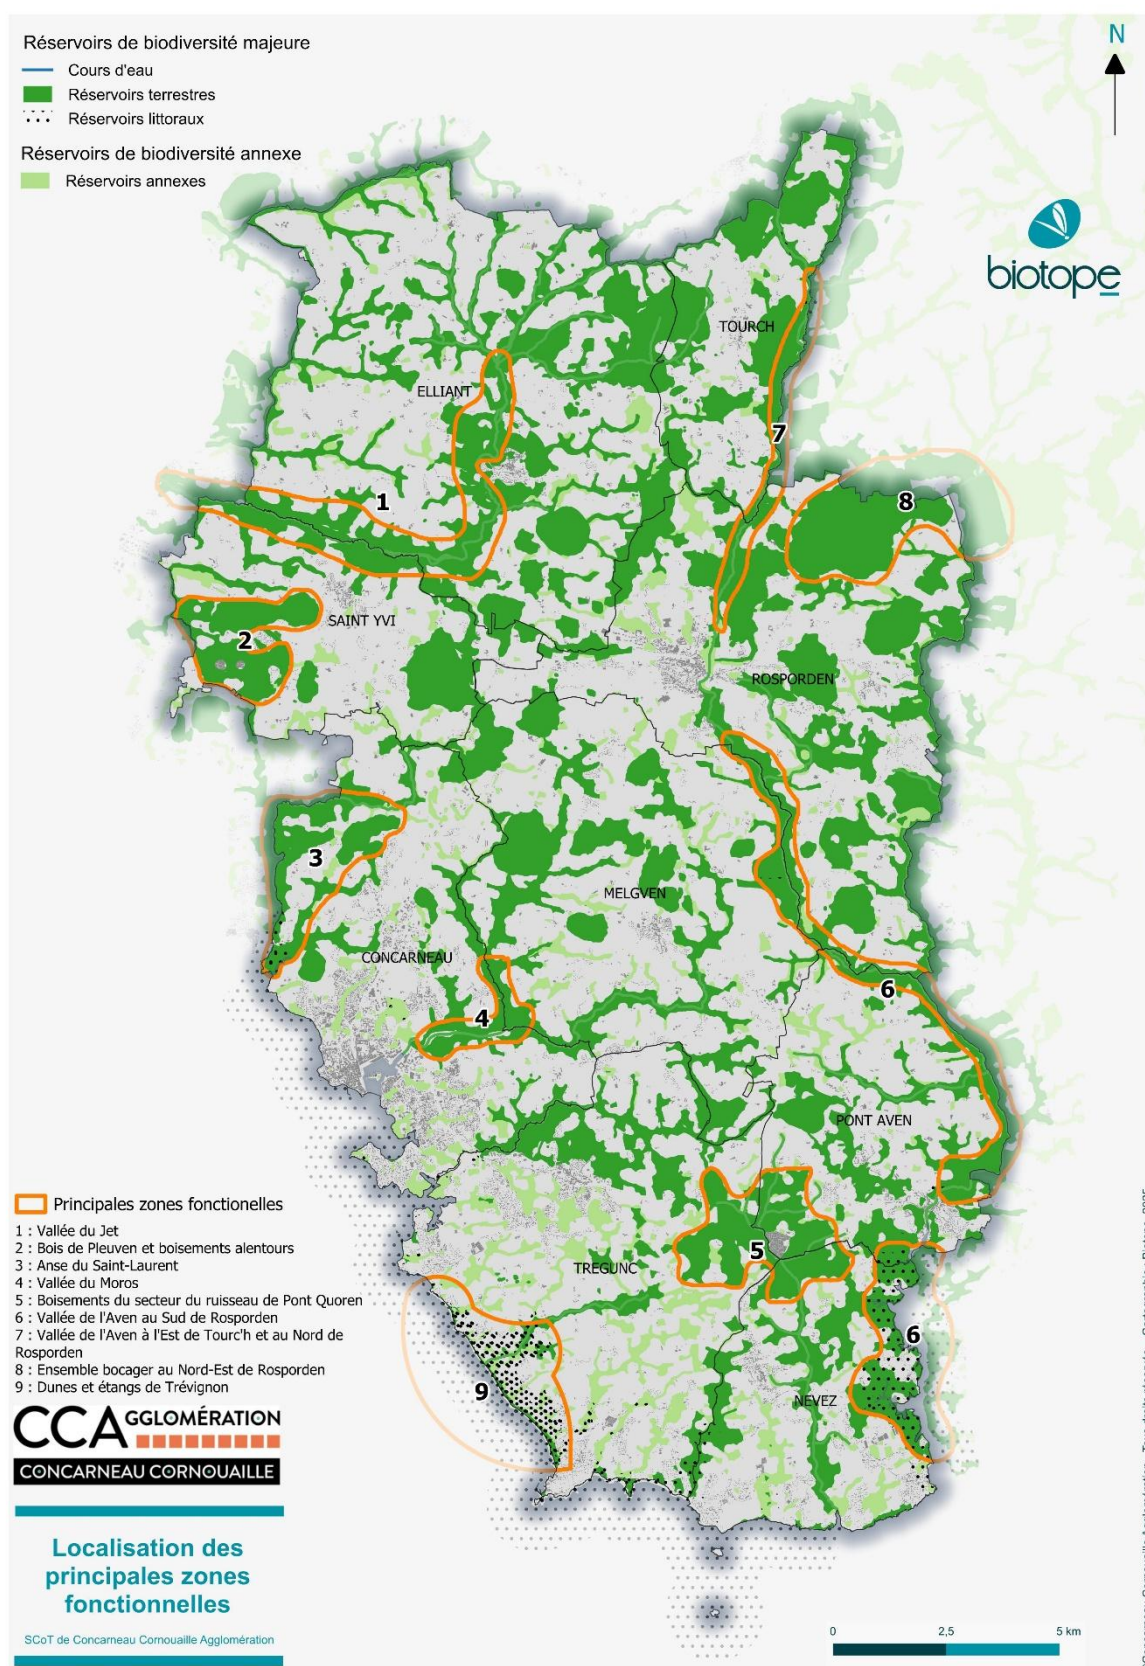 Réservoirs de biodiversité majeure
Cours d'eau
Réservoirs terrestres
Réservoirs littoraux
Réservoirs de biodiversité annexe
Réservoirs annexes
N
biotope
TOURCH
ELLIANT
7
8
1
SAINT YVI
2
ROSPORDEN
3
MELGVEN
CONCARNEAU
6
4
PONT AVEN
5
TREGUNC
6
9
NEVEZ
Principales zones fonctionelles
1 : Vallée du Jet
2 : Bois de Pleuven et boisements alentours
3 : Anse du Saint-Laurent
4 : Vallée du Moros
5 : Boisements du secteur du ruisseau de Pont Quoren
6 : Vallée de l'Aven au Sud de Rosporden
7 : Vallée de l'Aven à l'Est de Tourc'h et au Nord de
Rosporden
8 : Ensemble bocager au Nord-Est de Rosporden
9 : Dunes et étangs de Trévignon
CCA GGLOMÉRATION
CONCARNEAU CORNOUAILLE
Localisation des
principales zones
fonctionnelles
SCoT de Concarneau Cornouaille Agglomération
0 2,5 5 km